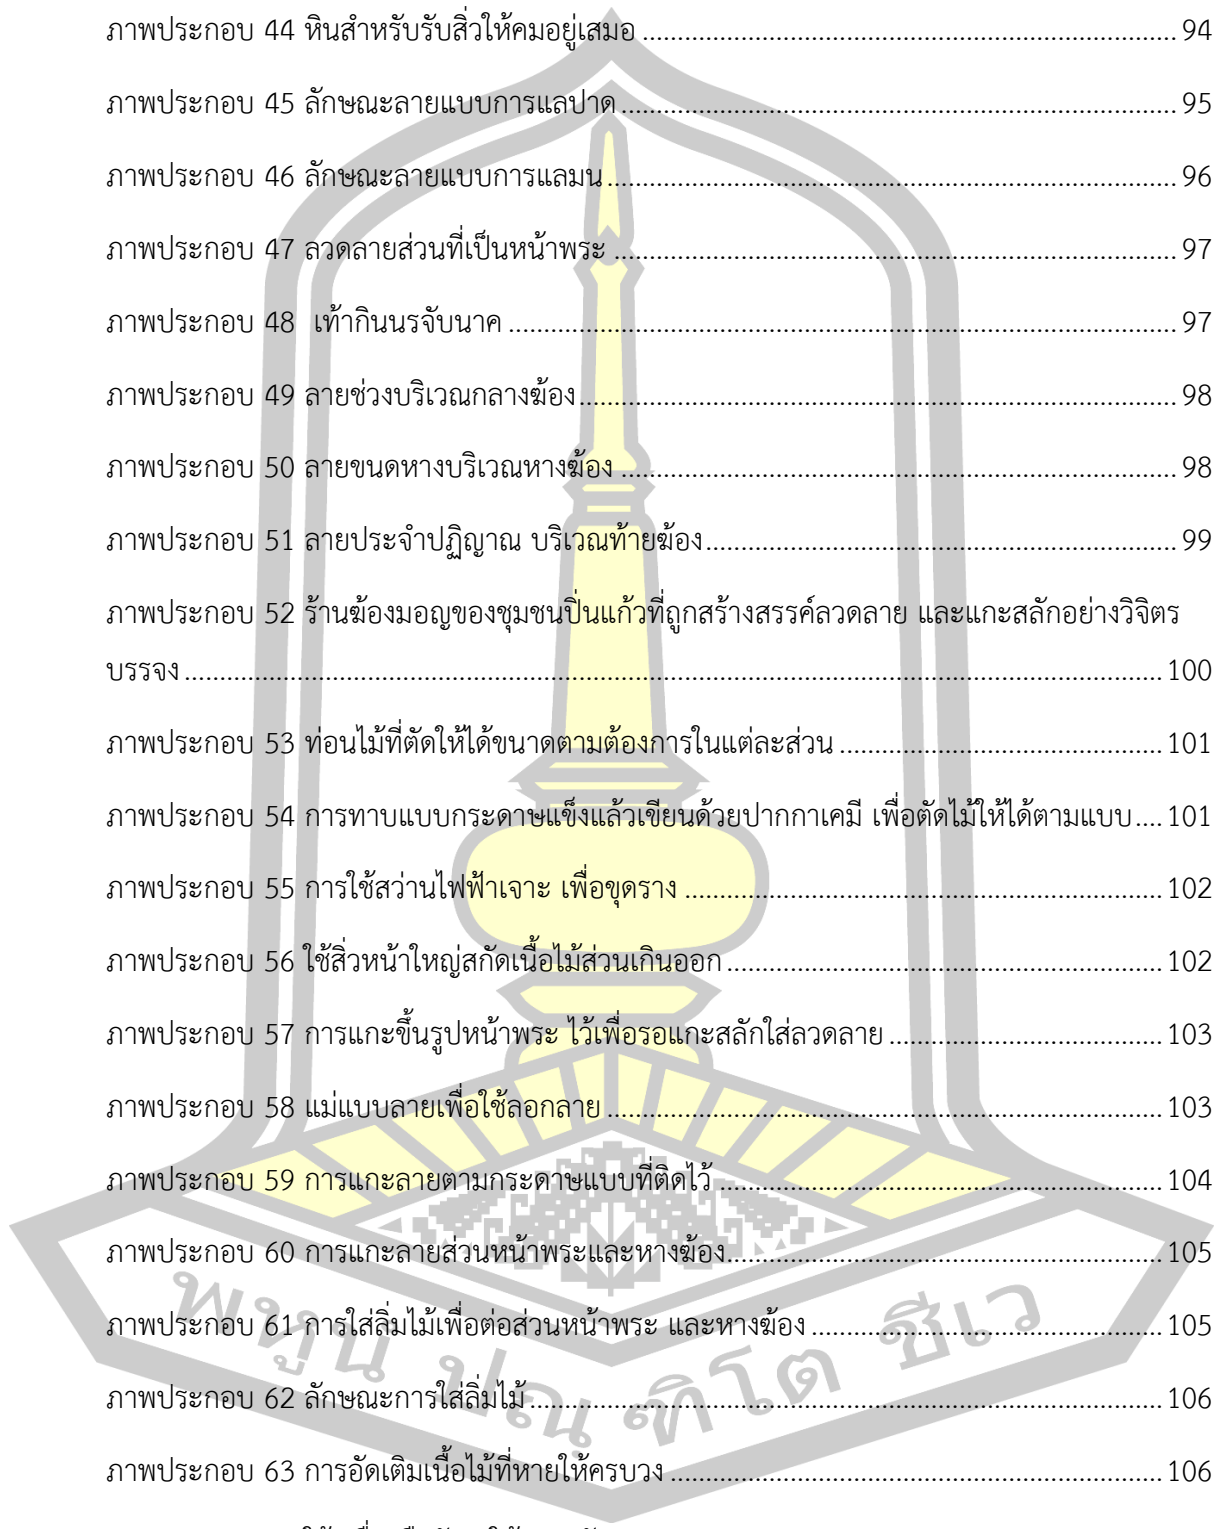 ภาพประกอบ 44 หินสำหรับรับสิ่วให้คมอยู่เสมอ ........ 94
ภาพประกอบ 45 ลักษณะลายแบบการแลปาด ........ 95
ภาพประกอบ 46 ลักษณะลายแบบการแลมน ........ 96
ภาพประกอบ 47 ลวดลายส่วนที่เป็นหน้าพระ ........ 97
ภาพประกอบ 48 เท้ากินนรจับนาค ........ 97
ภาพประกอบ 49 ลายช่วงบริเวณกลางฆ้อง ........ 98
ภาพประกอบ 50 ลายขนดหางบริเวณหางฆ้อง ........ 98
ภาพประกอบ 51 ลายประจำปฏิญาณ บริเวณท้ายฆ้อง ........ 99
ภาพประกอบ 52 ร้านฆ้องมอญของชุมชนปิ่นแก้วที่ถูกสร้างสรรค์ลวดลาย และแกะสลักอย่างวิจิตร
บรรจง ........ 100
ภาพประกอบ 53 ท่อนไม้ที่ตัดให้ได้ขนาดตามต้องการในแต่ละส่วน ........ 101
ภาพประกอบ 54 การทาบแบบกระดาษแข็งแล้วเขียนด้วยปากกาเคมี เพื่อตัดไม้ให้ได้ตามแบบ .... 101
ภาพประกอบ 55 การใช้สว่านไฟฟ้าเจาะ เพื่อขุดราง ........ 102
ภาพประกอบ 56 ใช้สิ่วหน้าใหญ่สกัดเนื้อไม้ส่วนเกินออก ........ 102
ภาพประกอบ 57 การแกะขึ้นรูปหน้าพระ ไว้เพื่อรอแกะสลักใส่ลวดลาย ........ 103
ภาพประกอบ 58 แม่แบบลายเพื่อใช้ลอกลาย ........ 103
ภาพประกอบ 59 การแกะลายตามกระดาษแบบที่ติดไว้ ........ 104
ภาพประกอบ 60 การแกะลายส่วนหน้าพระและหางฆ้อง ........ 105
ภาพประกอบ 61 การใส่ลิ่มไม้เพื่อต่อส่วนหน้าพระ และหางฆ้อง ........ 105
ภาพประกอบ 62 ลักษณะการใส่ลิ่มไม้ ........ 106
ภาพประกอบ 63 การอัดเติมเนื้อไม้ที่หายให้ครบวง ........ 106
พหูน ปณฺฑิโต ชีเว